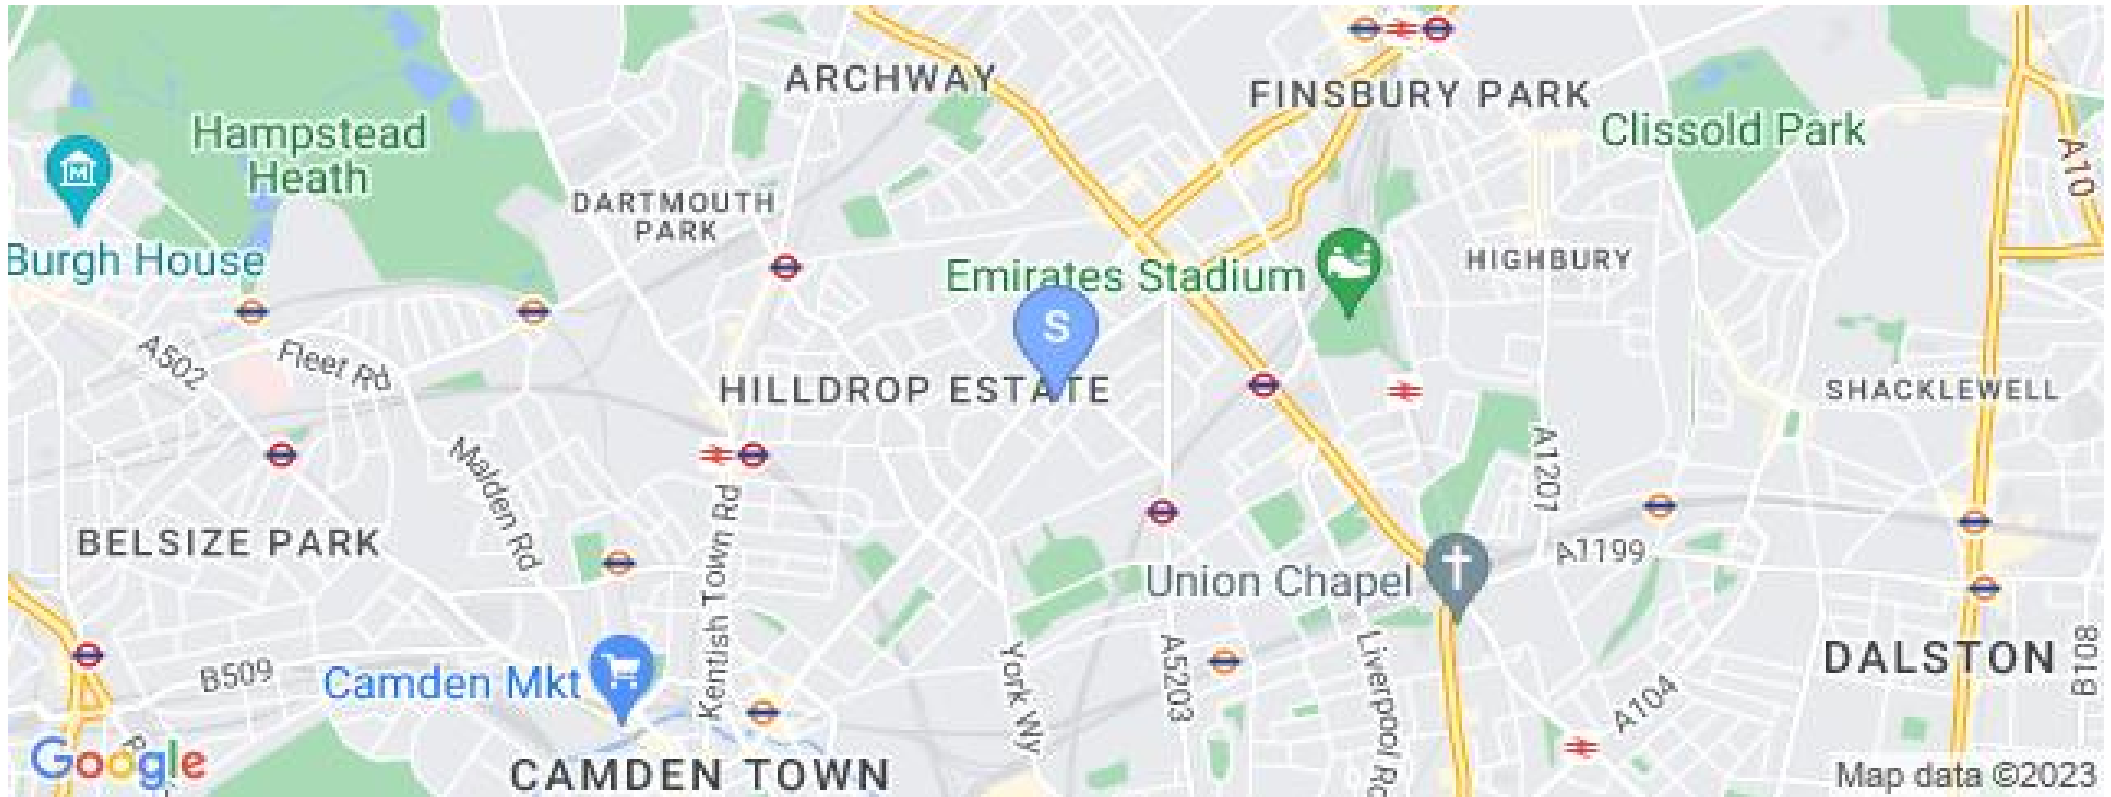 ARCHWAY
FINSBURY PARK
Hampstead
Heath
Clissold Park
A10
DARTMOUTH
PARK
Burgh House
Emirates Stadium
HIGHBURY
S
A502
Fleet Rd
HILLDROP ESTATE
SHACKLEWELL
Malden Rd
A1207
BELSIZE PARK
Kentish Town Rd
A1199
Union Chapel
DALSTON
B108
B509
Camden Mkt
York Wy
A5203
Liverpool Rd
A104
Google
CAMDEN TOWN
Map data ©2023